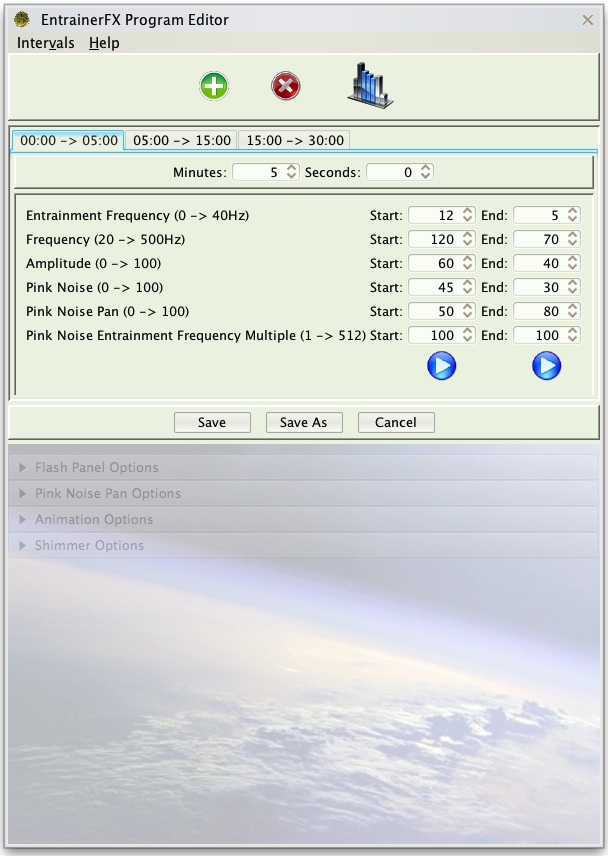 EntrainerFX Program Editor
Intervals Help
00:00 -> 05:00 05:00 -> 15:00 15:00 -> 30:00
Minutes: 5 Seconds: 0
Entrainment Frequency (0 -> 40Hz) Start: 12 End: 5
Frequency (20 -> 500Hz) Start: 120 End: 70
Amplitude (0 -> 100) Start: 60 End: 40
Pink Noise (0 -> 100) Start: 45 End: 30
Pink Noise Pan (0 -> 100) Start: 50 End: 80
Pink Noise Entrainment Frequency Multiple (1 -> 512) Start: 100 End: 100
Save Save As Cancel
Flash Panel Options
Pink Noise Pan Options
Animation Options
Shimmer Options